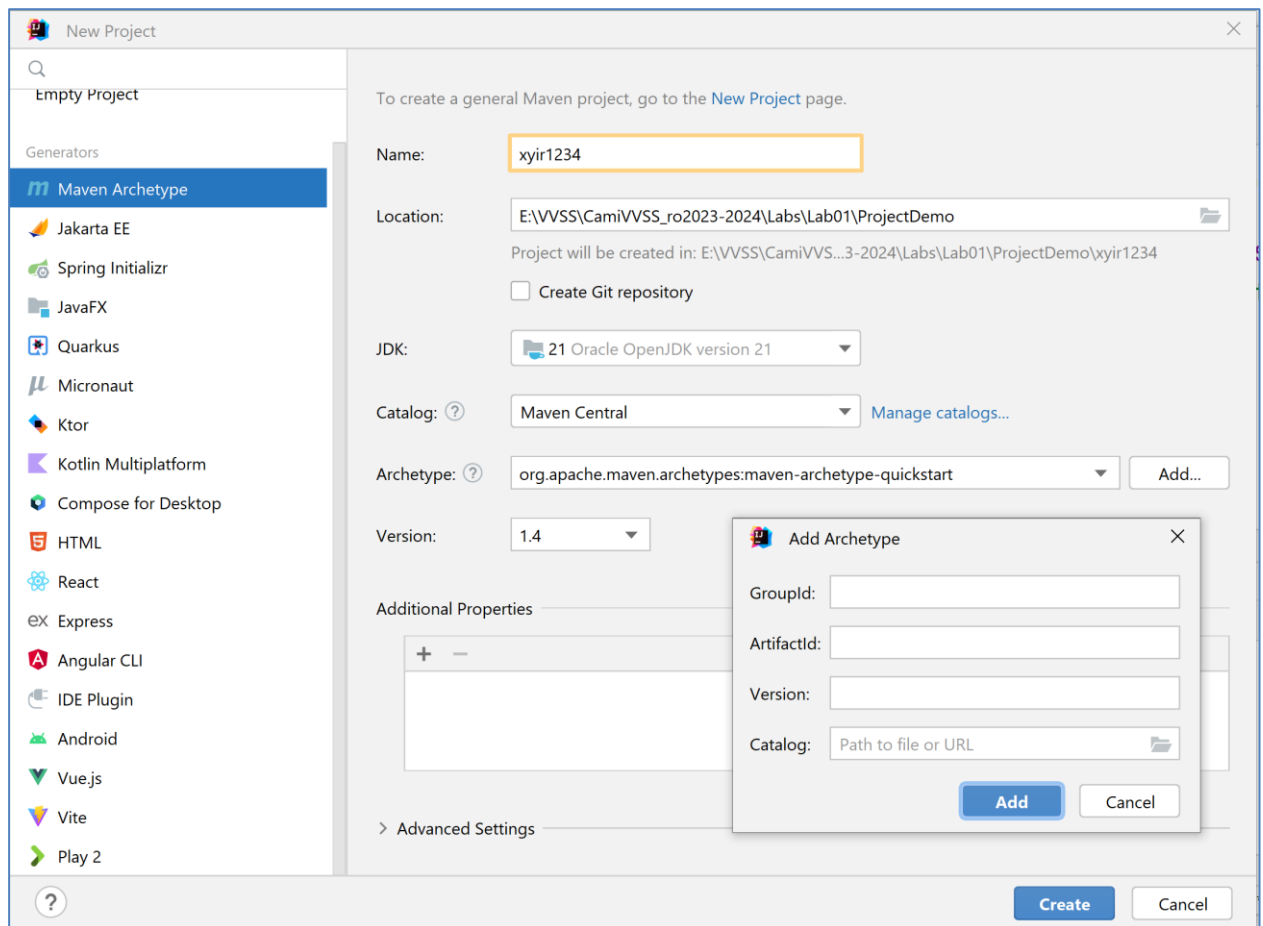 New Project
Empty Project
Generators
Maven Archetype
Jakarta EE
Spring Initializr
JavaFX
Quarkus
Micronaut
Ktor
Kotlin Multiplatform
Compose for Desktop
HTML
React
ex Express
Angular CLI
IDE Plugin
Android
Vue.js
Vite
Play 2
To create a general Maven project, go to the New Project page.
Name: xyir1234
Location: E:\VVSS\CamiVVSS_ro2023-2024\Labs\Lab01\ProjectDemo
Project will be created in: E:\VVSS\CamiVVS...3-2024\Labs\Lab01\ProjectDemo\xyir1234
Create Git repository
JDK: 21 Oracle OpenJDK version 21
Catalog: ? Maven Central Manage catalogs...
Archetype: ? org.apache.maven.archetypes:maven-archetype-quickstart Add...
Version: 1.4
Additional Properties
Advanced Settings
Add Archetype
GroupId:
ArtifactId:
Version:
Catalog: Path to file or URL
Add Cancel
? Create Cancel